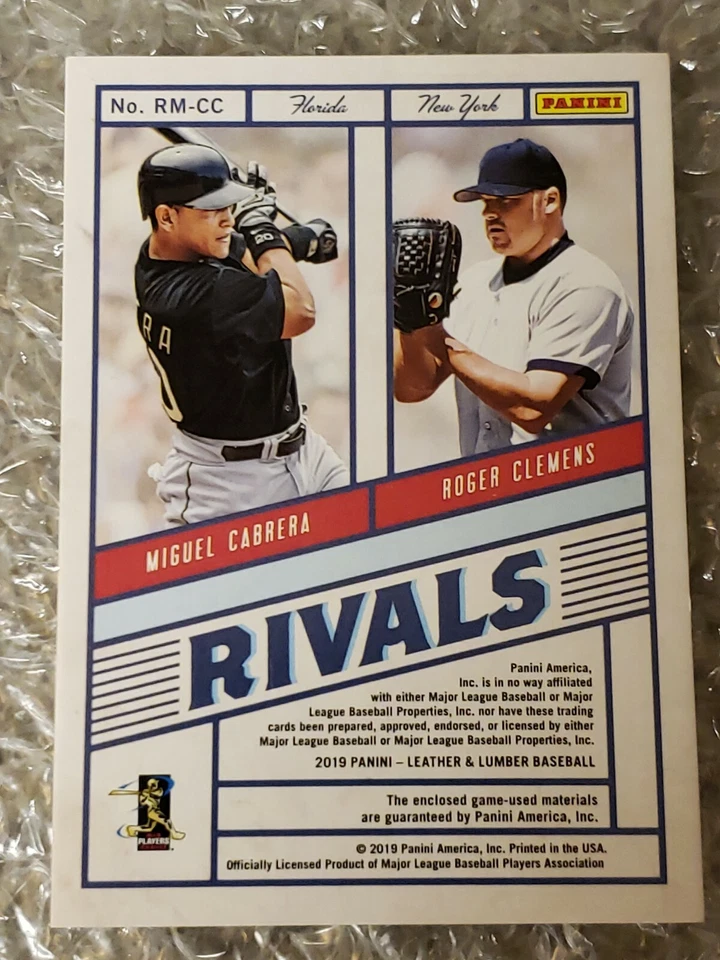 No. RM-CC
Florida
New York
PANINI
RA
0
20
MIGUEL CABRERA
ROGER CLEMENS
RIVALS
Panini America,
Inc. is in no way affiliated
with either Major League Baseball or Major
League Baseball Properties, Inc. nor have these trading
cards been prepared, approved, endorsed, or licensed by either
Major League Baseball or Major League Baseball Properties, Inc.
2019 PANINI – LEATHER & LUMBER BASEBALL
The enclosed game-used materials
are guaranteed by Panini America, Inc.
PLAYERS
© 2019 Panini America, Inc. Printed in the USA.
Officially Licensed Product of Major League Baseball Players Association